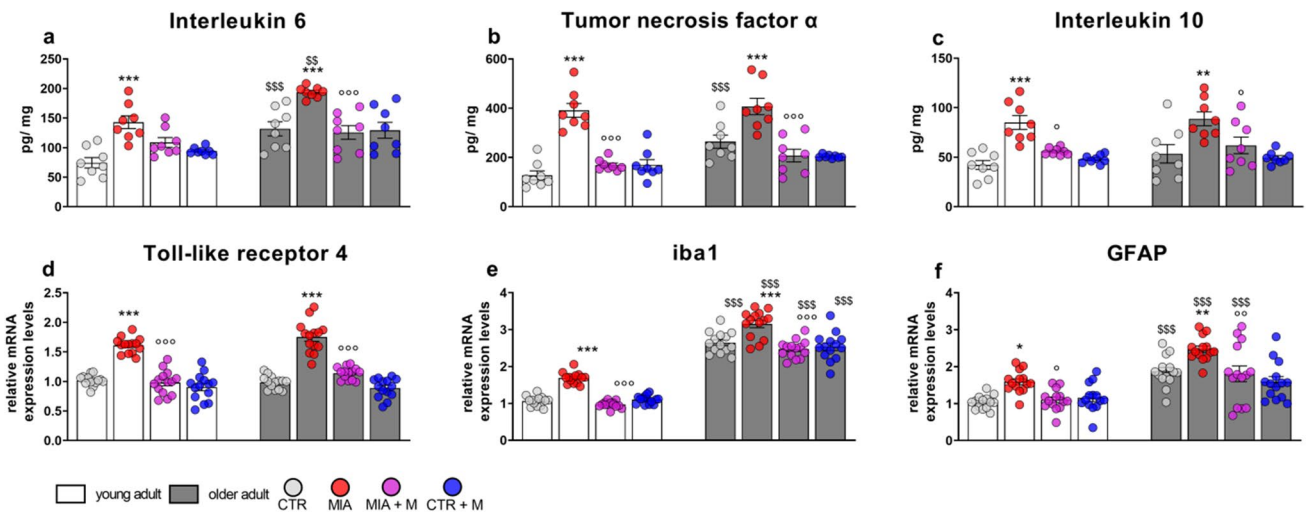 Interleukin 6
Tumor necrosis factor α
Interleukin 10
a
b
c
250
200
150
100
50
0
pg/ mg
***
$$$
$$
***
°°°
600
400
200
0
pg/ mg
***
°°°
$$$
***
°°°
150
100
50
0
pg/ mg
***
°
**
°
Toll-like receptor 4
iba1
GFAP
d
e
f
2.5
2.0
1.5
1.0
0.5
0.0
relative mRNA
expression levels
***
°°°
***
°°°
4
3
2
1
0
relative mRNA
expression levels
***
°°°
$$$
$$$
***
$$$
°°°
$$$
4
3
2
1
0
relative mRNA
expression levels
*
°
$$$
$$$
**
$$$
°°
young adult older adult CTR MIA MIA + M CTR + M